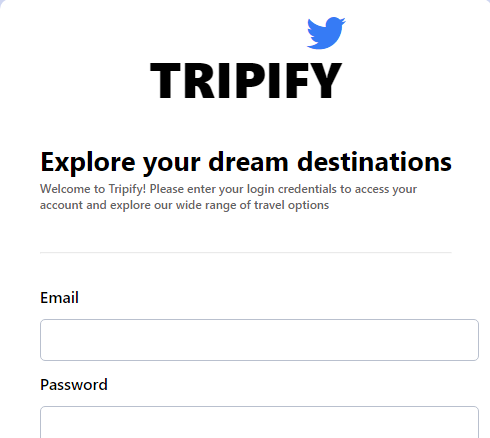 TRIPIFY
Explore your dream destinations
Welcome to Tripify! Please enter your login credentials to access your
account and explore our wide range of travel options
Email
Password